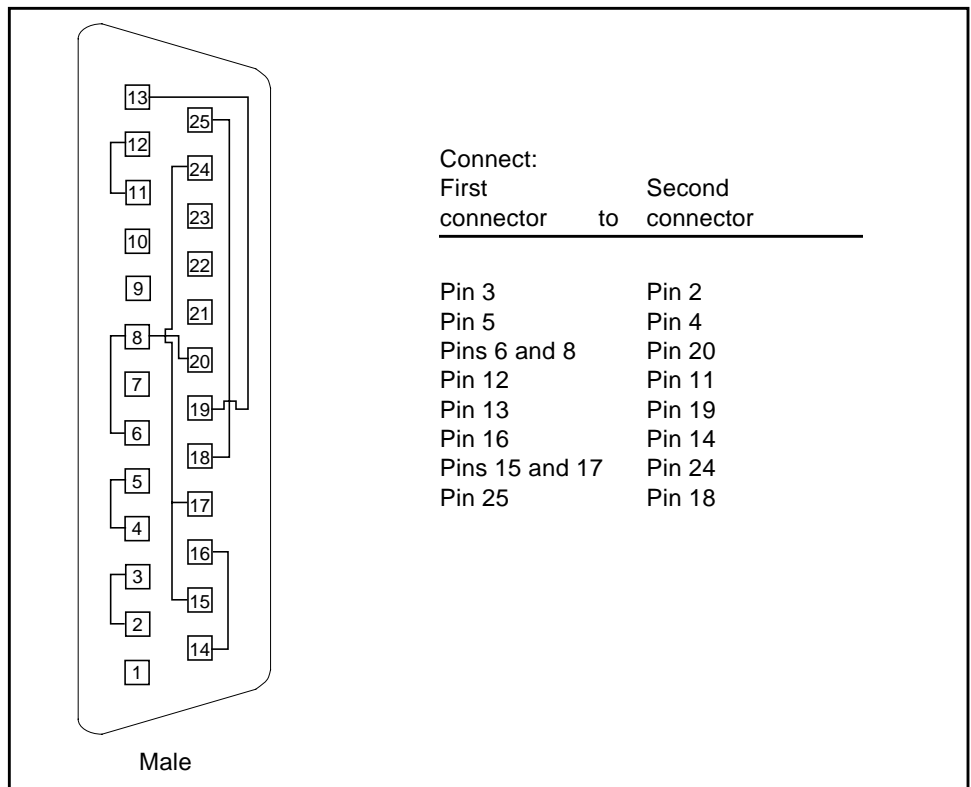 13
25
12
24
11
23
10
22
9
21
8
20
7
19
6
18
5
17
4
16
3
15
2
14
1
Male
Connect:
First Second
connector to connector
Pin 3 Pin 2
Pin 5 Pin 4
Pins 6 and 8 Pin 20
Pin 12 Pin 11
Pin 13 Pin 19
Pin 16 Pin 14
Pins 15 and 17 Pin 24
Pin 25 Pin 18